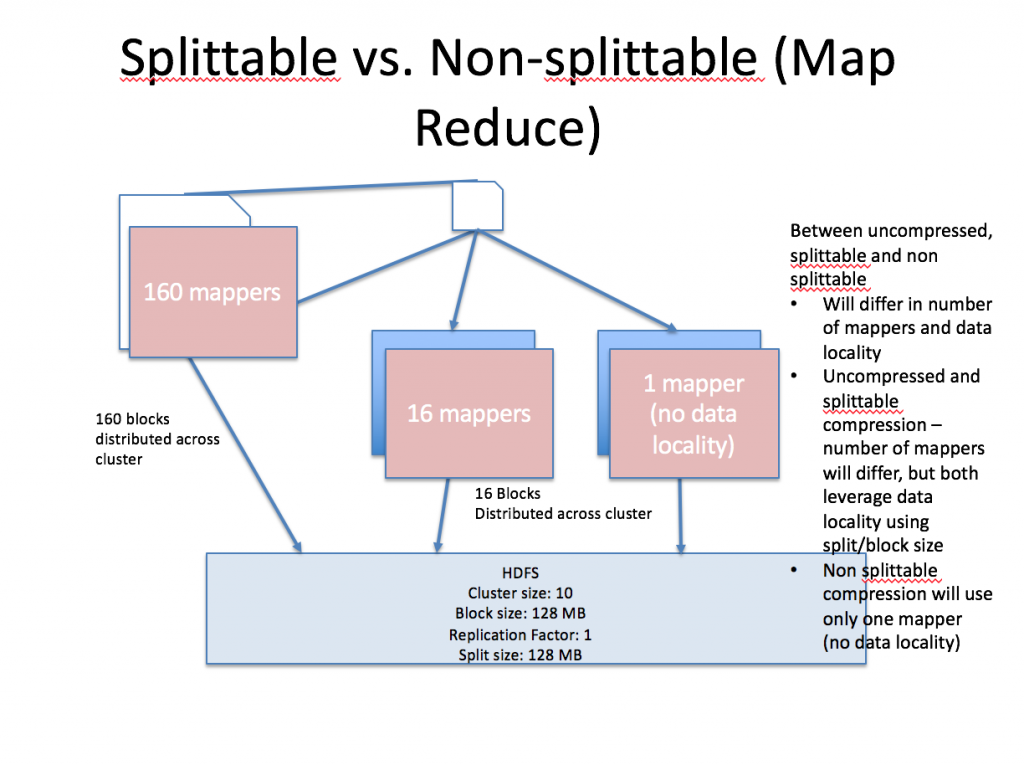 Splittable vs. Non-splittable (Map
Reduce)
160 mappers
16 mappers
1 mapper
(no data
locality)
160 blocks
distributed across
cluster
16 Blocks
Distributed across cluster
HDFS
Cluster size: 10
Block size: 128 MB
Replication Factor: 1
Split size: 128 MB
Between uncompressed,
splittable and non
splittable
• Will differ in number
of mappers and data
locality
• Uncompressed and
splittable
compression –
number of mappers
will differ, but both
leverage data
locality using
split/block size
• Non splittable
compression will use
only one mapper
(no data locality)